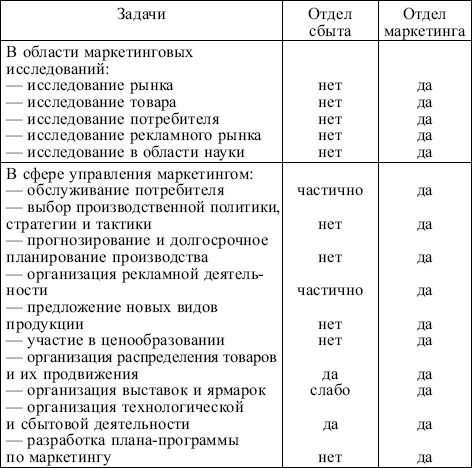 Задачи Отдел сбыта Отдел маркетинга
В области маркетинговых
исследований:
— исследование рынка нет да
— исследование товара нет да
— исследование потребителя нет да
— исследование рекламного рынка нет да
— исследование в области науки нет да
В сфере управления маркетингом:
— обслуживание потребителя частично да
— выбор производственной политики,
стратегии и тактики нет да
— прогнозирование и долгосрочное
планирование производства нет да
— организация рекламной деятель-
ности частично да
— предложение новых видов
продукции нет да
— участие в ценообразовании нет да
— организация распределения товаров
и их продвижения да да
— организация выставок и ярмарок слабо да
— организация технологической
и сбытовой деятельности да да
— разработка плана-программы
по маркетингу нет да